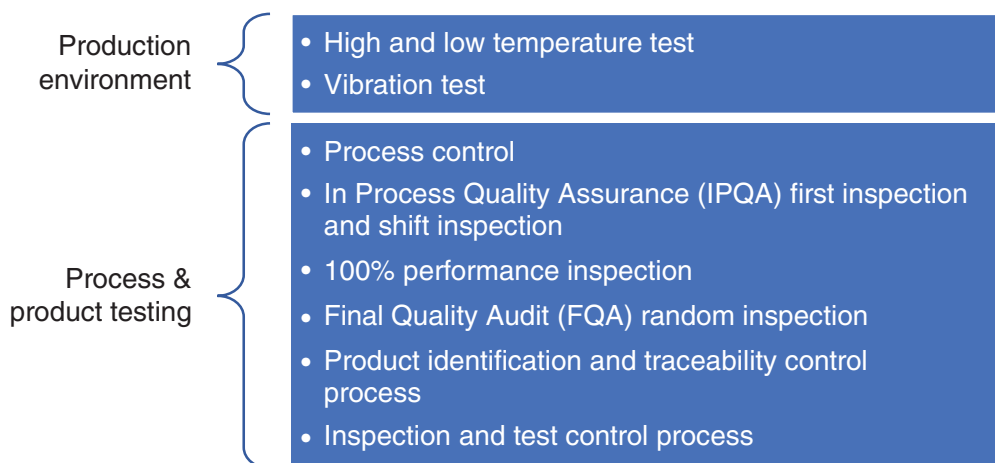 Production
environment
• High and low temperature test
• Vibration test
Process &
product testing
• Process control
• In Process Quality Assurance (IPQA) first inspection
and shift inspection
• 100% performance inspection
• Final Quality Audit (FQA) random inspection
• Product identification and traceability control
process
• Inspection and test control process